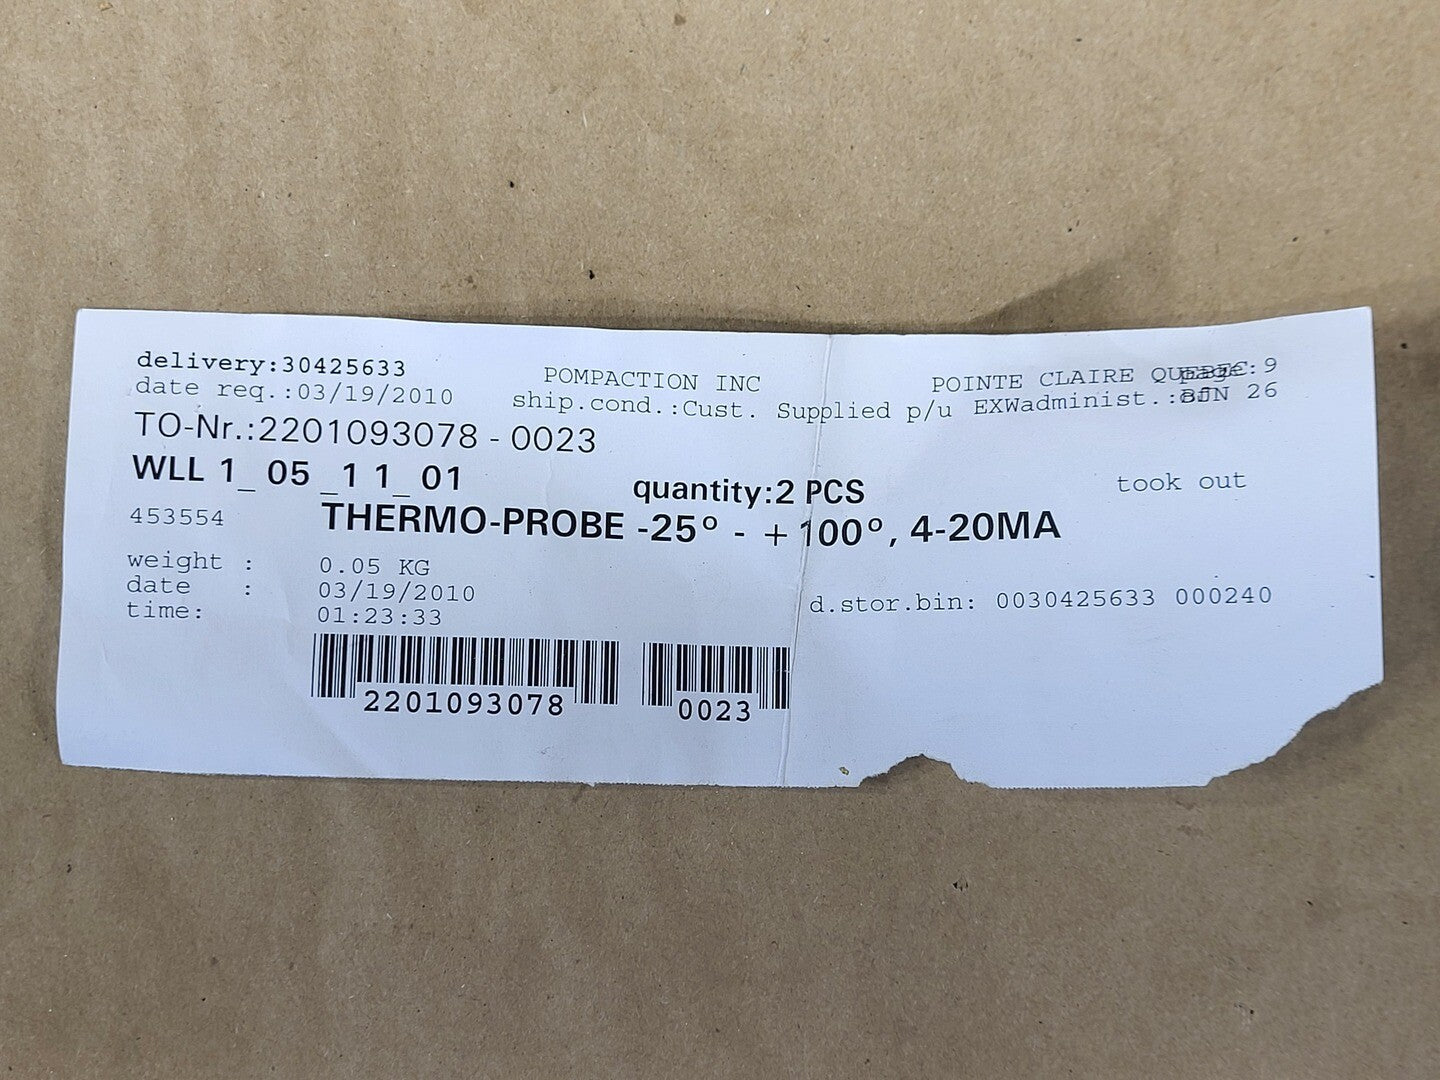 delivery:30425633 POMPACTION INC POINTE CLAIRE QUEBEC:9
date req.:03/19/2010 ship.cond.:Cust. Supplied p/u EXWadminist.: 26
TO-Nr.:2201093078 - 0023
WLL 1_ 05 _1 1_ 01 quantity:2 PCS took out
453554 THERMO-PROBE -25° - + 100°, 4-20MA
weight : 0.05 KG
date : 03/19/2010 d.stor.bin: 0030425633 000240
time: 01:23:33
2201093078 0023